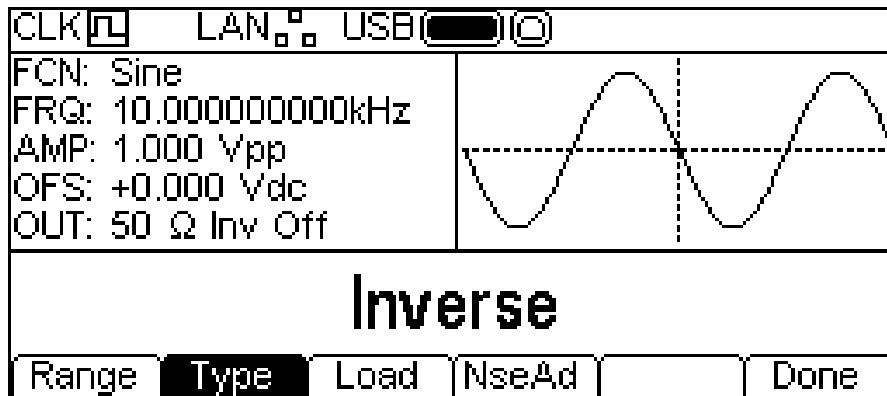 CLK LAN USB
FCN: Sine
FRQ: 10.000000000kHz
AMP: 1.000 Vpp
OFS: +0.000 Vdc
OUT: 50 Ω Inv Off
Inverse
Range Type Load NseAd Done